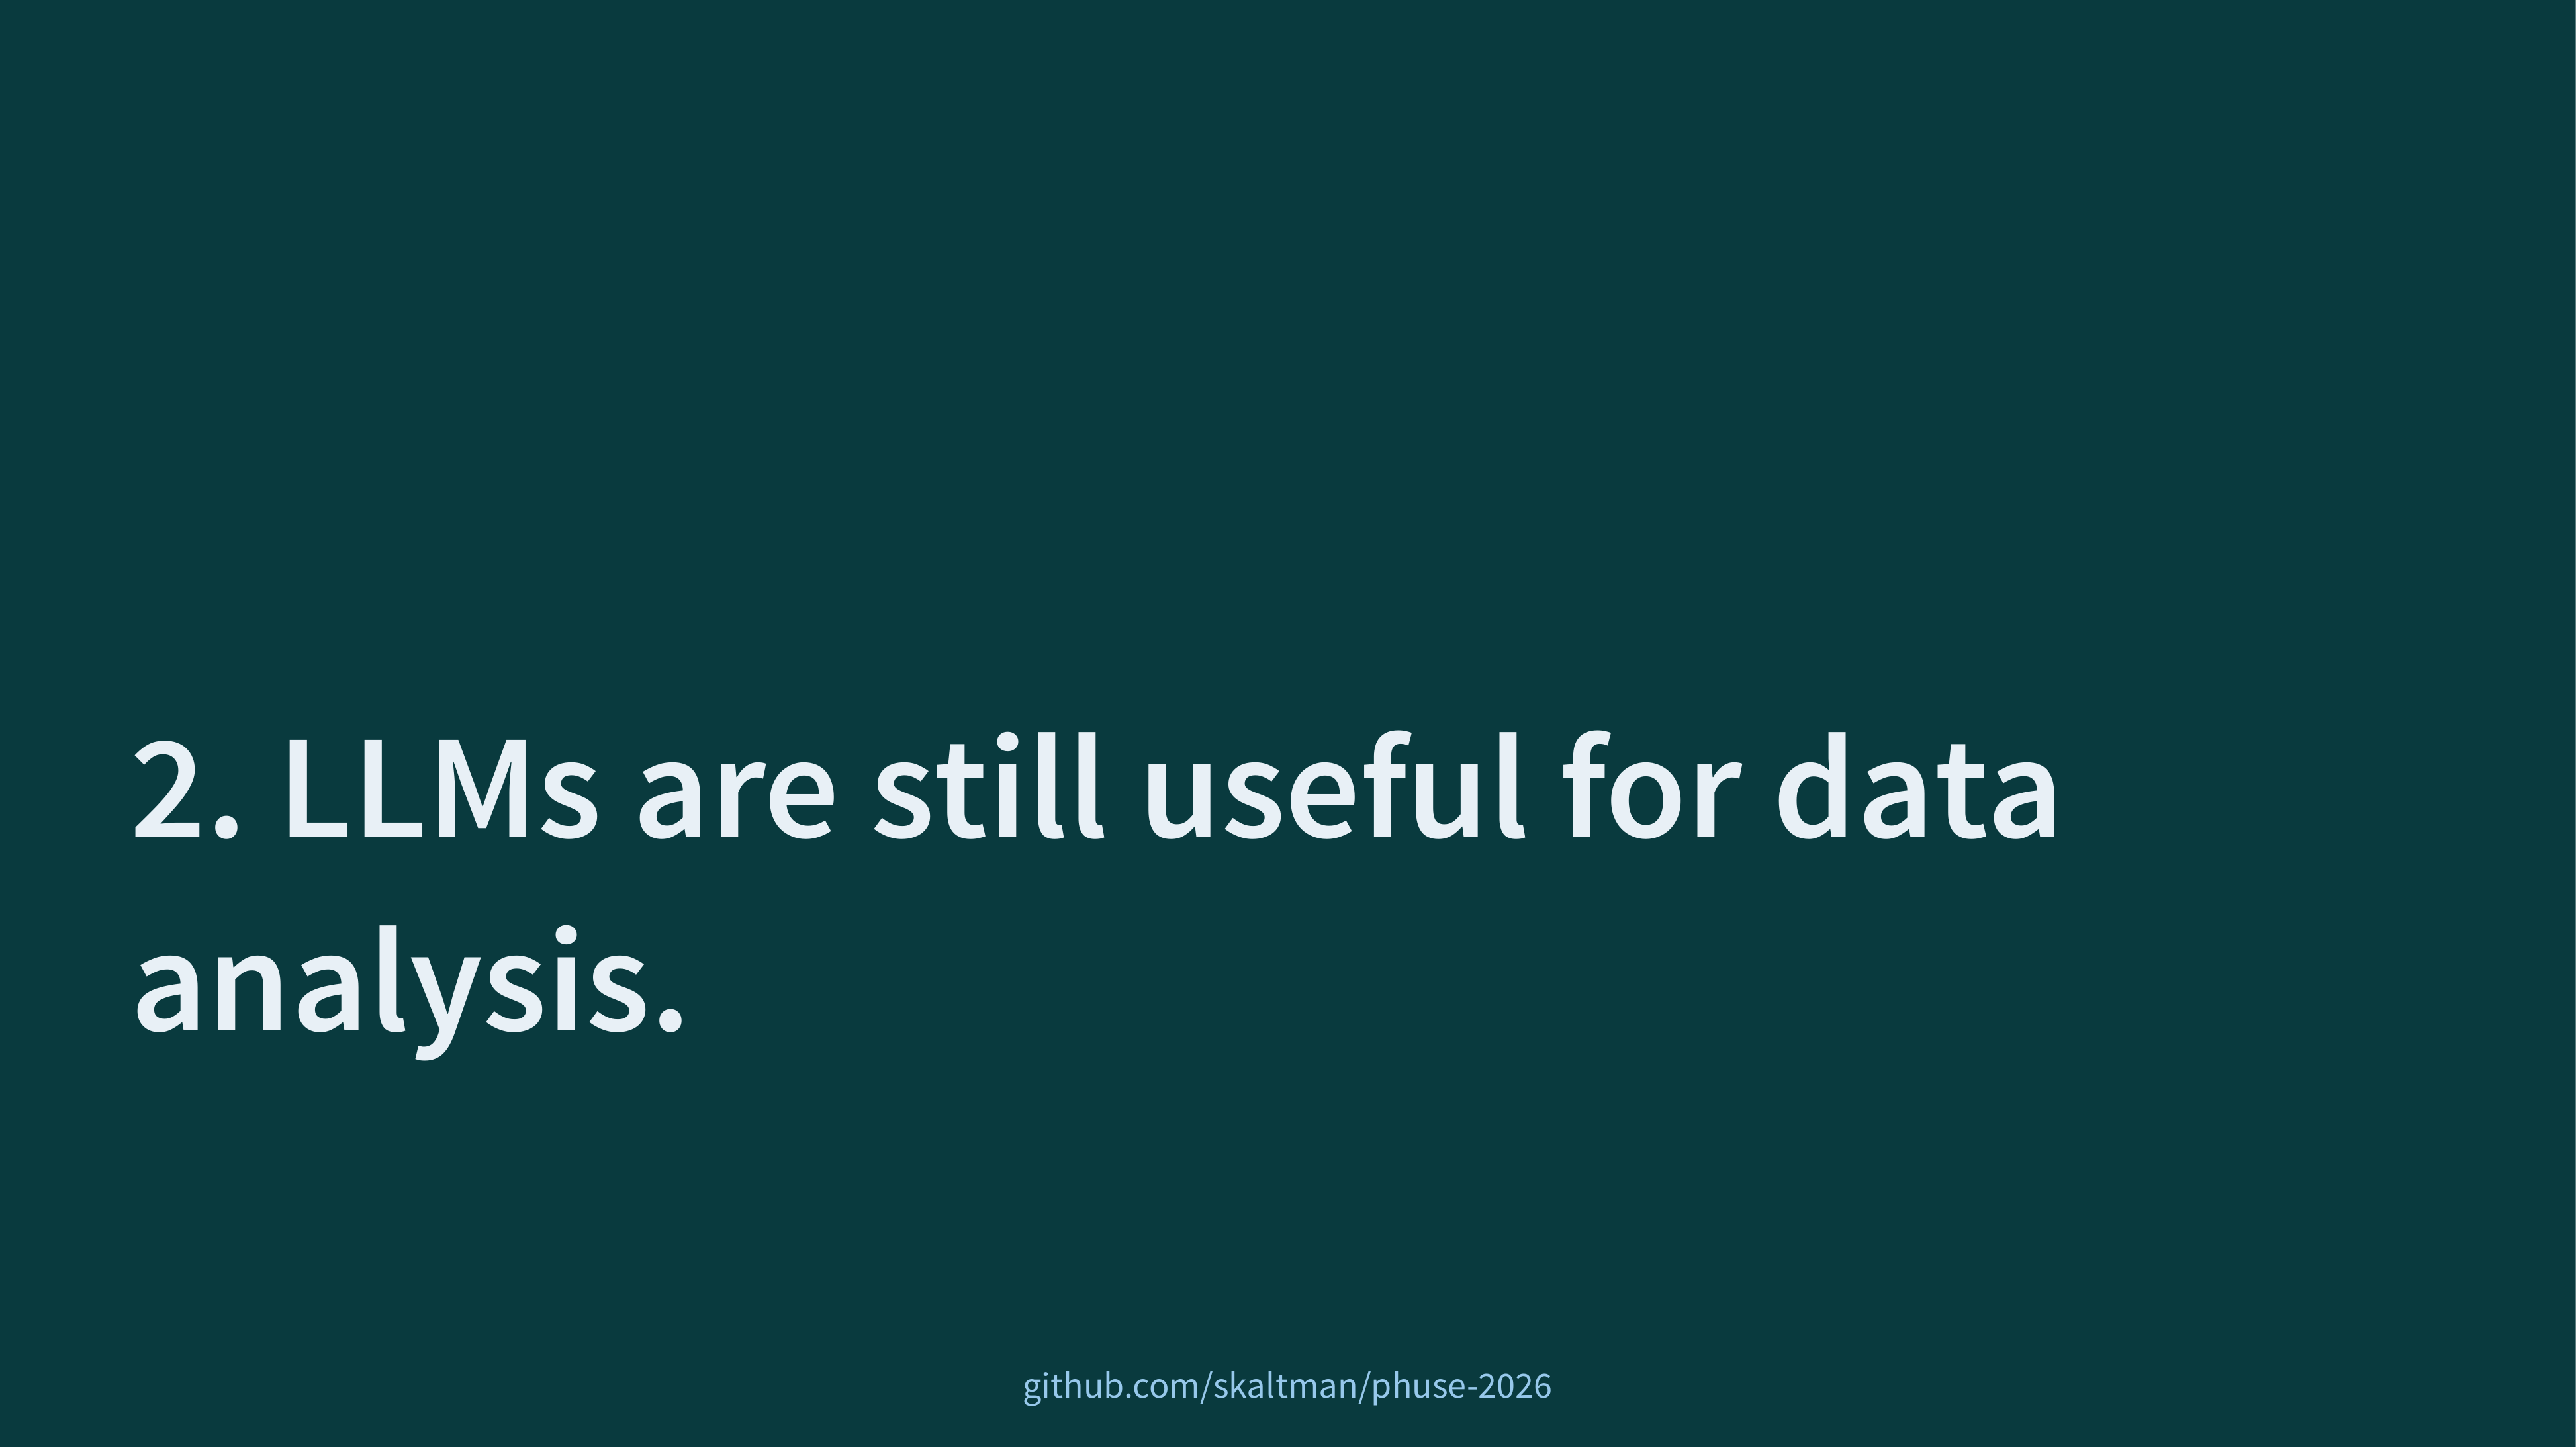 2. LLMs are still useful for data
analysis.
github.com/skaltman/phuse-2026